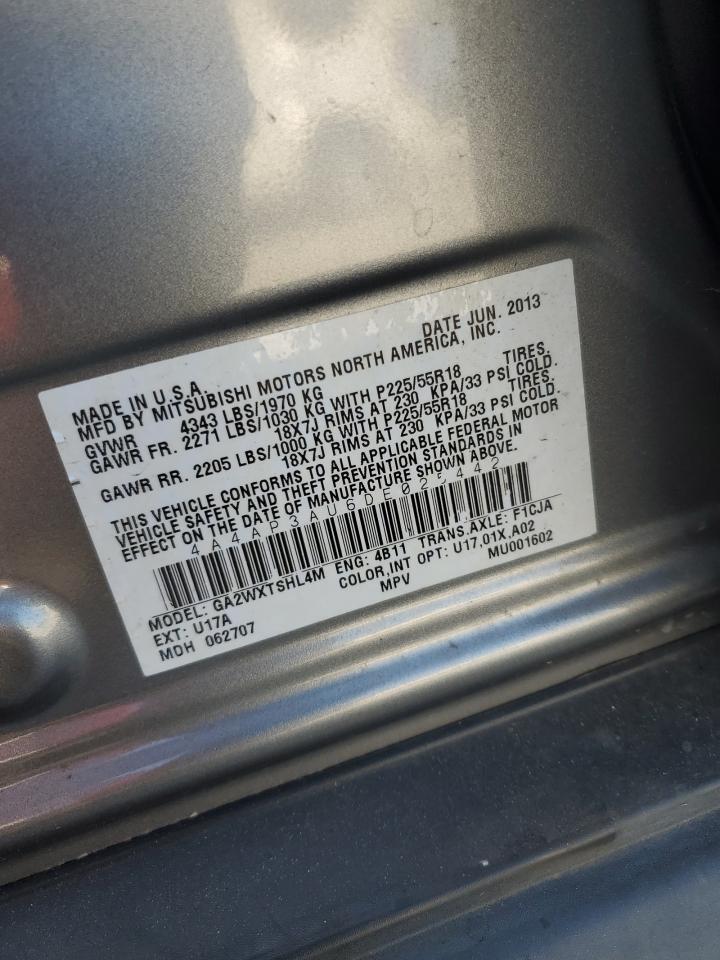 MADE IN U.S.A. DATE JUN. 2013
MFD BY MITSUBISHI MOTORS NORTH AMERICA, INC.
GVWR 4343 LBS/1970 KG
GAWR FR. 2271 LBS/1030 KG WITH P225/55R18 TIRES.
18X7J RIMS AT 230 KPA/33 PSI COLD.
GAWR RR. 2205 LBS/1000 KG WITH P225/55R18 TIRES.
18X7J RIMS AT 230 KPA/33 PSI COLD.
THIS VEHICLE CONFORMS TO ALL APPLICABLE FEDERAL MOTOR
VEHICLE SAFETY AND THEFT PREVENTION STANDARDS IN
EFFECT ON THE DATE OF MANUFACTURE SHOWN ABOVE.
4A4AP3AU6DE025442
MODEL: GA2WXTSHL4M ENG: 4B11 TRANS.AXLE: F1CJA
EXT: U17A COLOR,INT OPT: U17,01X,A02
MDH 062707 MPV MU001602